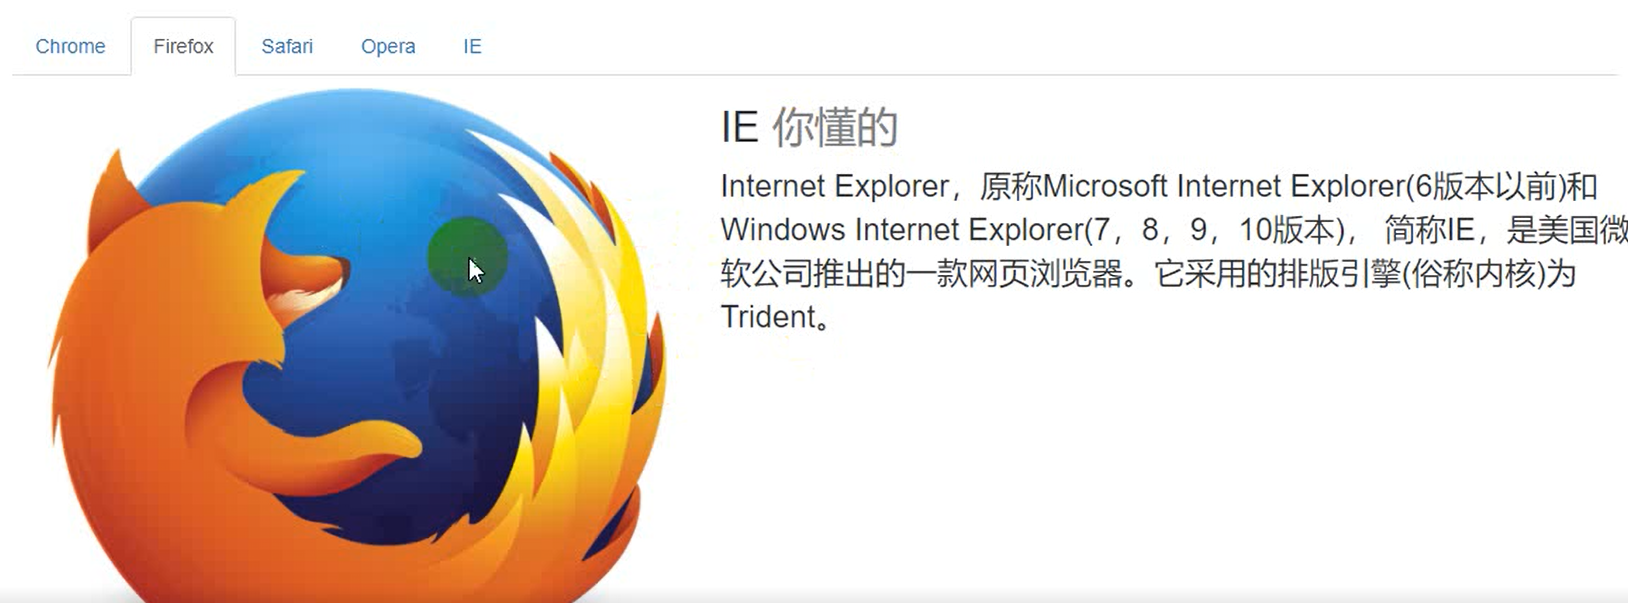 Chrome Firefox Safari Opera IE
IE 你懂的
Internet Explorer，原称Microsoft Internet Explorer(6版本以前)和
Windows Internet Explorer(7，8，9，10版本)， 简称IE，是美国微
软公司推出的一款网页浏览器。它采用的排版引擎(俗称内核)为
Trident。